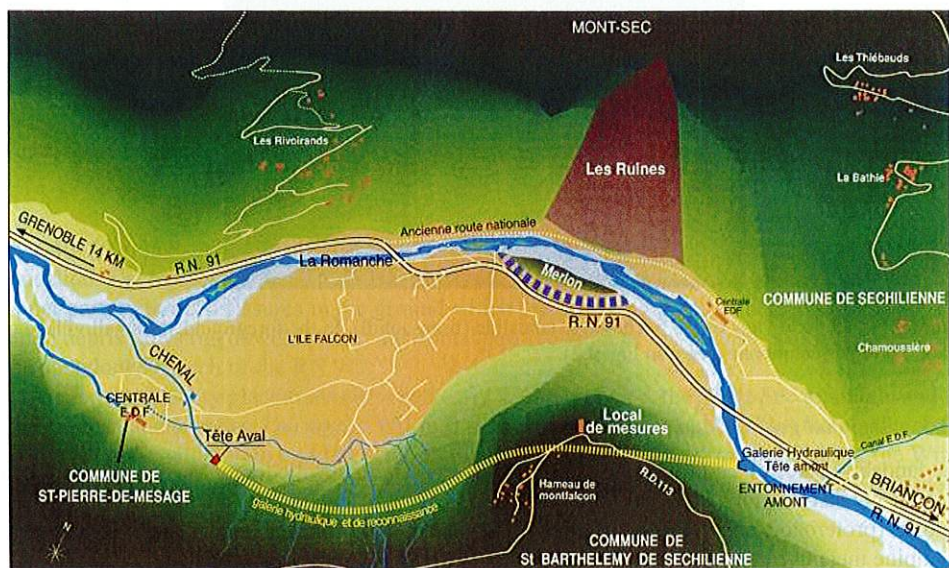 MONT-SEC
Les Thiébauds
Les Rivoirands
Les Ruines
La Bathie
Ancienne route nationale
GRENOBLE 14 KM
R.N. 91
La Romanche
Merlon
Centrale
EDF
COMMUNE DE SECHILIENNE
R.N. 91
L'ILE FALCON
Chamoussière
CHENAL
CENTRALE
E.D.F.
Tête Aval
Local
de mesures
Canal E.D.F.
Galerie Hydraulique
Tête amont
COMMUNE DE
ST-PIERRE-DE-MESAGE
Hameau de
montfalcon
R.D.113
ENTONNEMENT
AMONT
BRIANÇON
R.N. 91
galerie hydraulique et de reconnaissance
N
COMMUNE DE
St BARTHELEMY DE SECHILIENNE